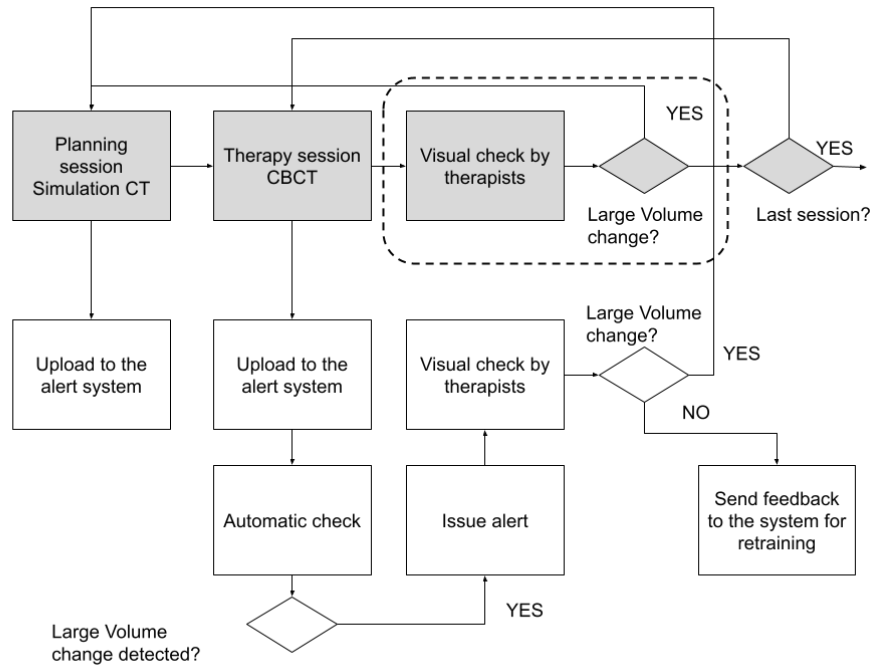 Planning
session
Simulation CT
Therapy session
CBCT
Visual check by
therapists
YES
Large Volume
change?
YES
Last session?
Upload to the
alert system
Upload to the
alert system
Visual check by
therapists
Large Volume
change?
YES
NO
Automatic check
Issue alert
Send feedback
to the system for
retraining
Large Volume
change detected?
YES